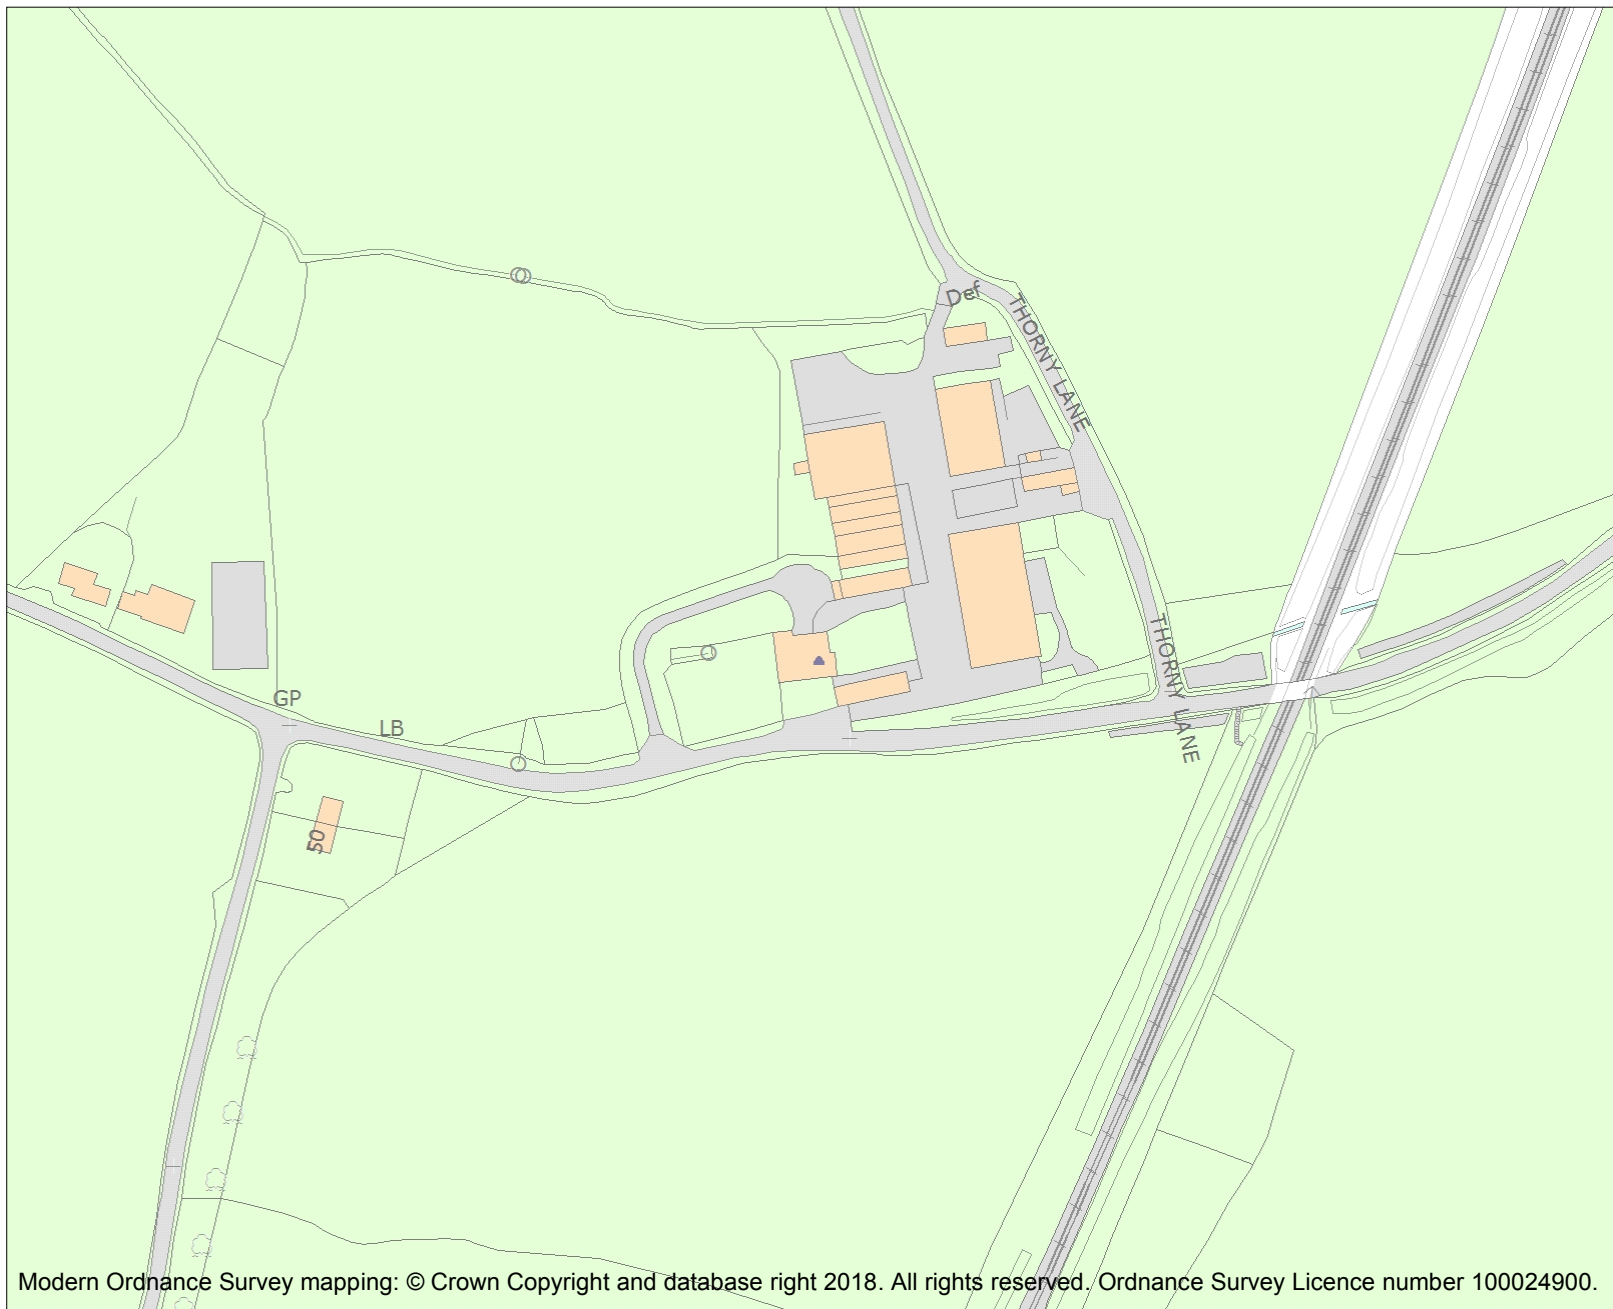 Def
THORNY LANE
THORNY LANE
GP
LB
50
Modern Ordnance Survey mapping: © Crown Copyright and database right 2018. All rights reserved. Ordnance Survey Licence number 100024900.